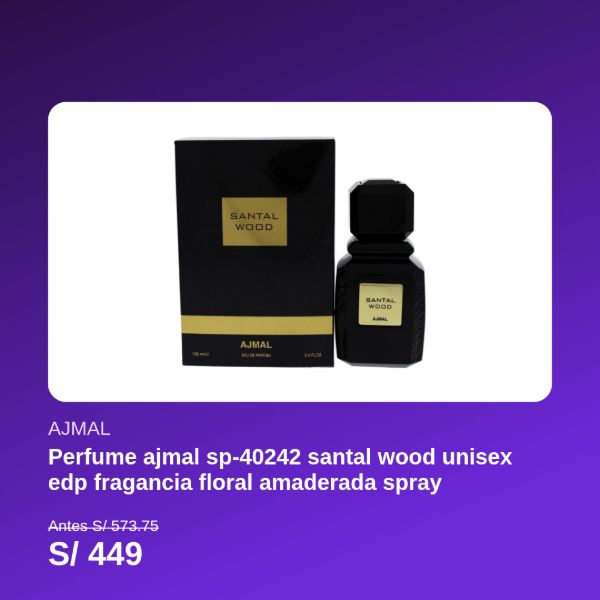 SANTAL
WOOD
AJMAL
100 ml ℮
EAU DE PARFUM
3.4 FL.OZ.
SANTAL
WOOD
AJMAL
AJMAL
Perfume ajmal sp-40242 santal wood unisex
edp fragancia floral amaderada spray
Antes S/ 573.75
S/ 449